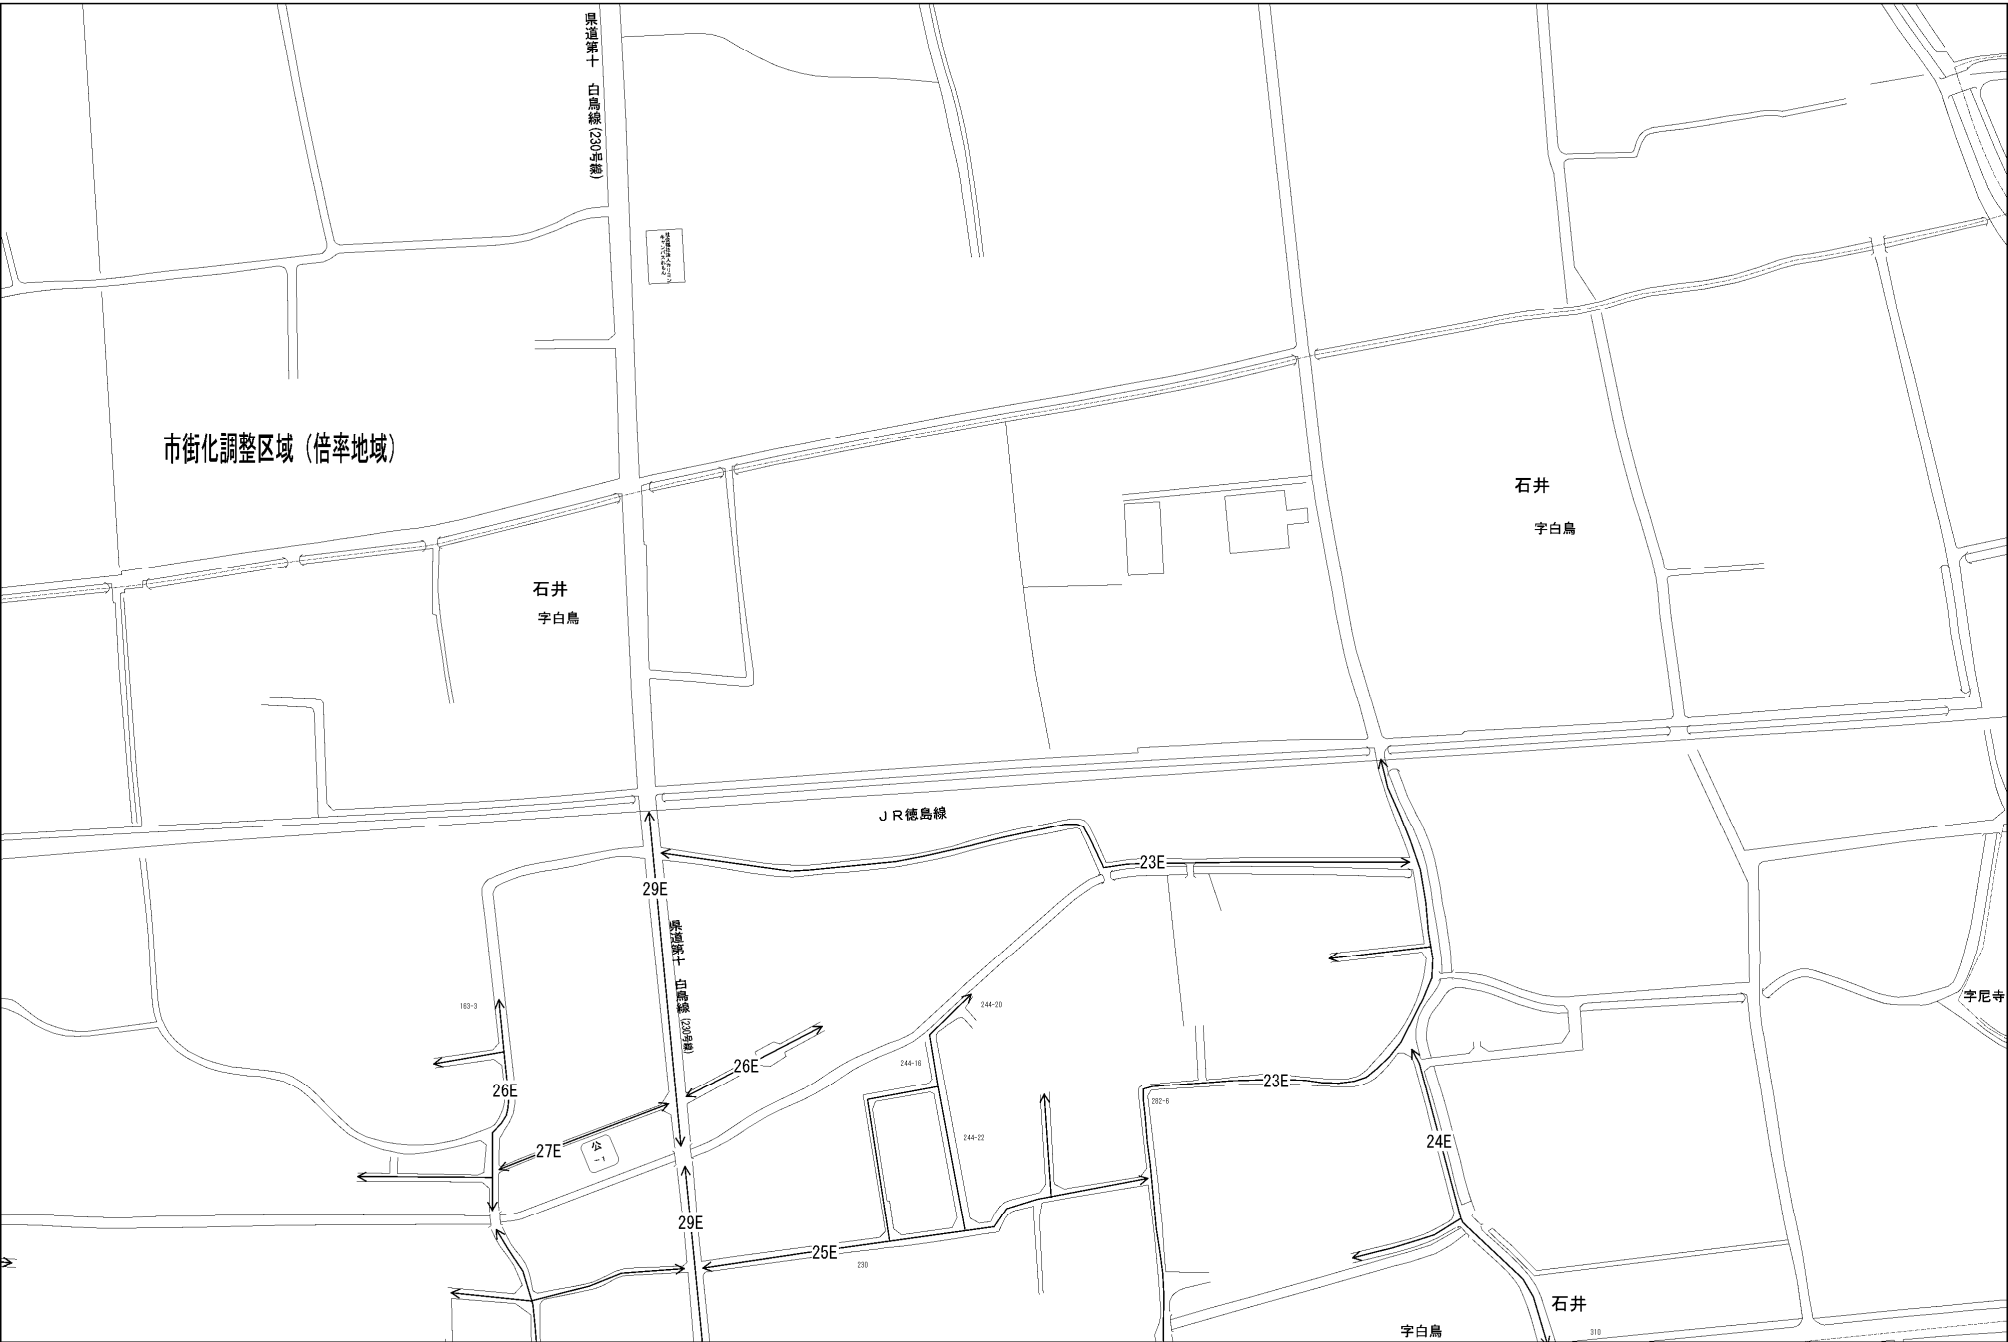 県道第十　白鳥線(230号線)
市街化調整区域（倍率地域）
石井
字白鳥
石井
字白鳥
ＪＲ徳島線
23E
29E
県道第十　白鳥線(230号線)
字尼寺
163-3
244-20
26E
244-16
26E
23E
282-6
244-22
24E
27E
公
-1
29E
25E
230
石井
310
字白鳥